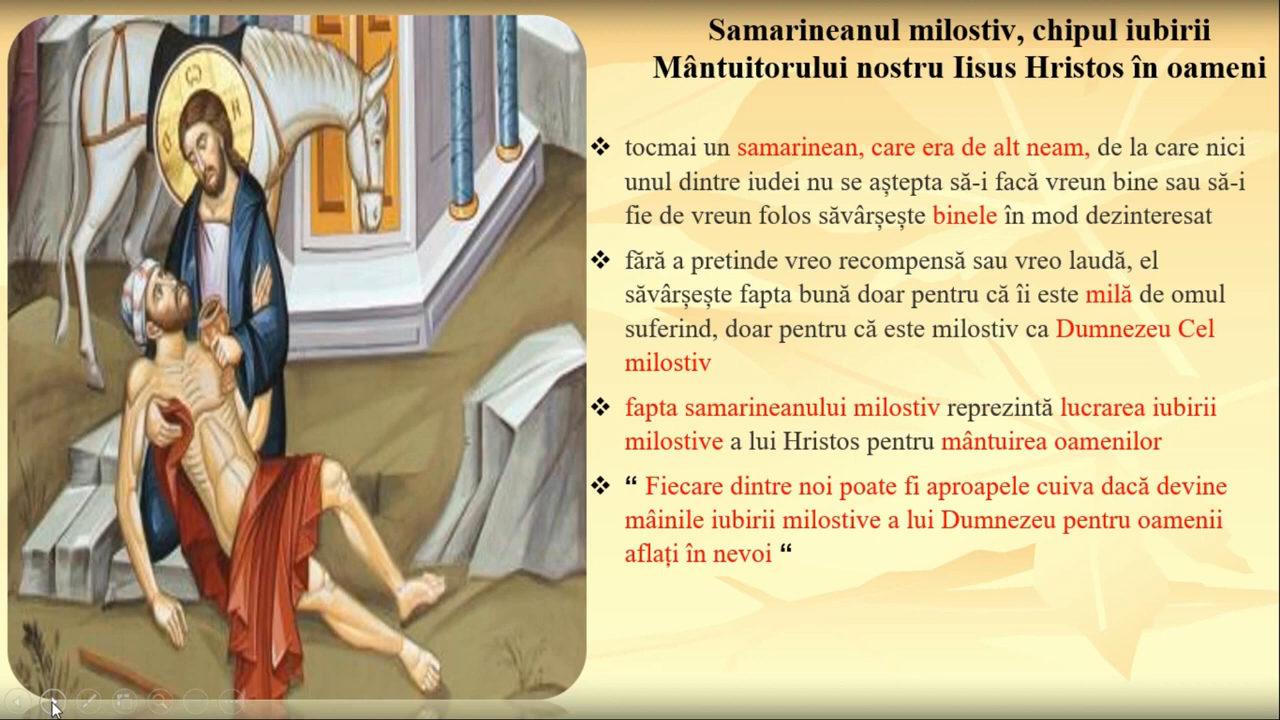 Samarineanul milostiv, chipul iubirii
Mântuitorului nostru Iisus Hristos în oameni
❖ tocmai un samarinean, care era de alt neam, de la care nici
unul dintre iudei nu se aștepta să-i facă vreun bine sau să-i
fie de vreun folos săvârșește binele în mod dezinteresat
❖ fără a pretinde vreo recompensă sau vreo laudă, el
săvârșește fapta bună doar pentru că îi este milă de omul
suferind, doar pentru că este milostiv ca Dumnezeu Cel
milostiv
❖ fapta samarineanului milostiv reprezintă lucrarea iubirii
milostive a lui Hristos pentru mântuirea oamenilor
❖ “ Fiecare dintre noi poate fi aproapele cuiva dacă devine
mâinile iubirii milostive a lui Dumnezeu pentru oamenii
aflați în nevoi “
Ο Ω Ν